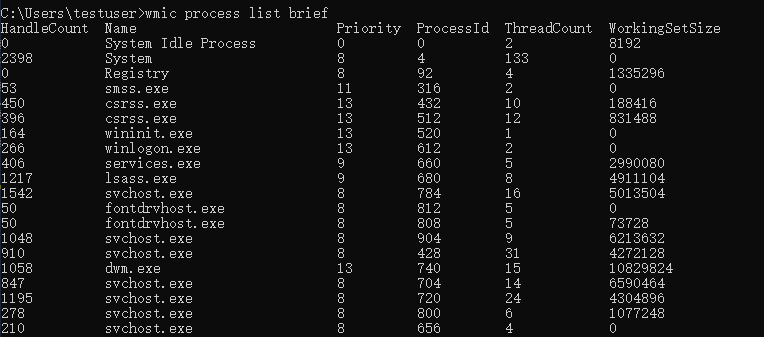 C:\Users\testuser>wmic process list brief
HandleCount  Name                 Priority  ProcessId  ThreadCount  WorkingSetSize
0            System Idle Process  0         0          2            8192
2398         System               8         4          133          0
0            Registry             8         92         4            1335296
53           smss.exe             11        316        2            0
450          csrss.exe            13        432        10           188416
396          csrss.exe            13        512        12           831488
164          wininit.exe          13        520        1            0
266          winlogon.exe         13        612        2            0
406          services.exe         9         660        5            2990080
1217         lsass.exe            9         680        8            4911104
1542         svchost.exe          8         784        16           5013504
50           fontdrvhost.exe      8         812        5            0
50           fontdrvhost.exe      8         808        5            73728
1048         svchost.exe          8         904        9            6213632
910          svchost.exe          8         428        31           4272128
1058         dwm.exe              13        740        15           10829824
847          svchost.exe          8         704        14           6590464
1195         svchost.exe          8         720        24           4304896
278          svchost.exe          8         800        6            1077248
210          svchost.exe          8         656        4            0